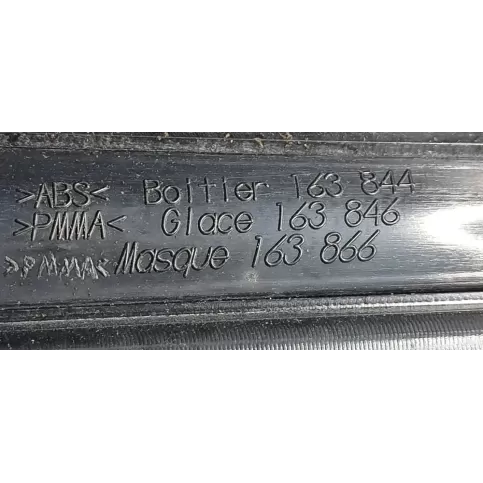 >ABS< Boitier 163 844
>PMMA< Glace 163 846
>PMMA< Masque 163 866